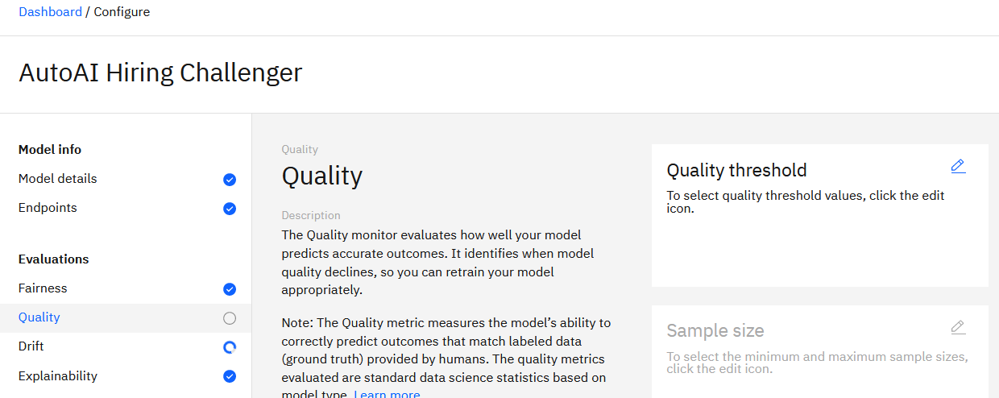 Dashboard / Configure
AutoAI Hiring Challenger
Model info
Model details
Endpoints
Evaluations
Fairness
Quality
Drift
Explainability
Quality
Quality
Description
The Quality monitor evaluates how well your model
predicts accurate outcomes. It identifies when model
quality declines, so you can retrain your model
appropriately.
Note: The Quality metric measures the model’s ability to
correctly predict outcomes that match labeled data
(ground truth) provided by humans. The quality metrics
evaluated are standard data science statistics based on
model type. Learn more
Quality threshold
To select quality threshold values, click the edit
icon.
Sample size
To select the minimum and maximum sample sizes,
click the edit icon.